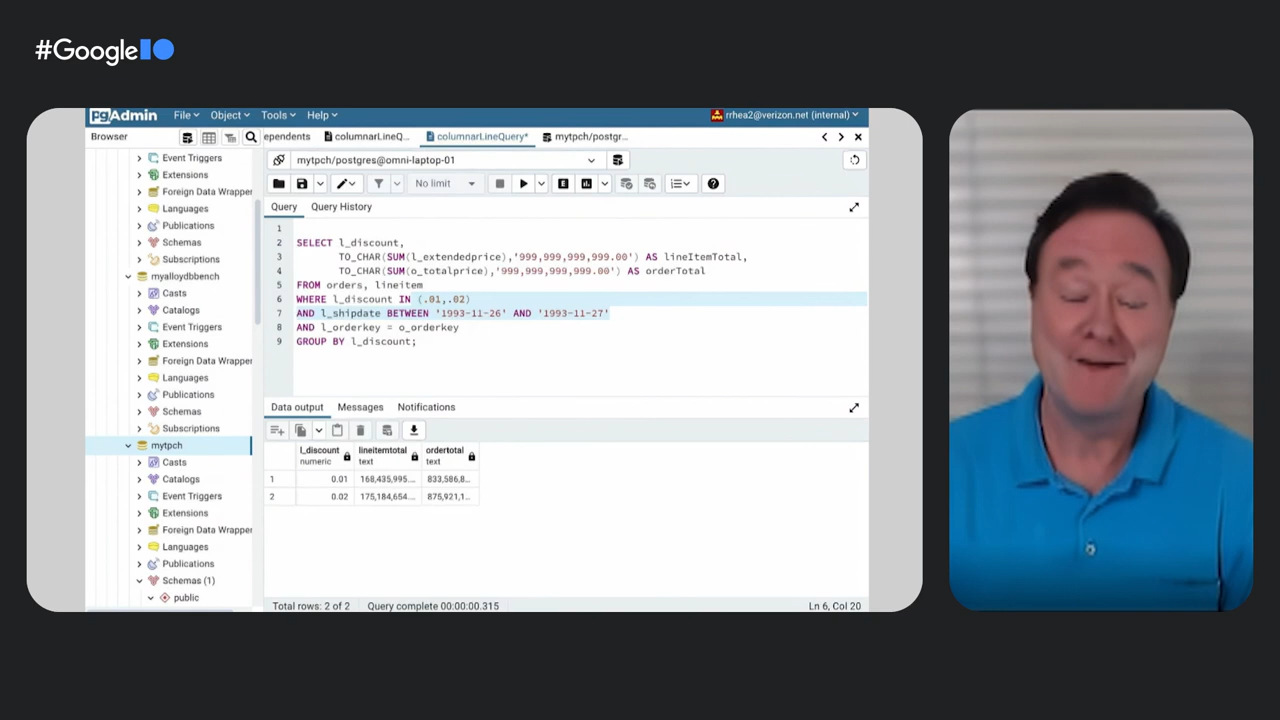 #GoogleIO
pgAdmin File Object Tools Help rrhea2@verizon.net (internal)
Browser ependents columnarLineQ... columnarLineQuery* mytpch/postgr...
mytpch/postgres@omni-laptop-01
No limit
E
Query Query History
Event Triggers
Extensions
Foreign Data Wrapper
Languages
Publications
Schemas
Subscriptions
myalloydbbench
Casts
Catalogs
Event Triggers
Extensions
Foreign Data Wrapper
Languages
Publications
Schemas
Subscriptions
mytpch
Casts
Catalogs
Event Triggers
Extensions
Foreign Data Wrapper
Languages
Publications
Schemas (1)
public
1
2 SELECT l_discount,
3 TO_CHAR(SUM(l_extendedprice),'999,999,999,999.00') AS lineItemTotal,
4 TO_CHAR(SUM(o_totalprice),'999,999,999,999.00') AS orderTotal
5 FROM orders, lineitem
6 WHERE l_discount IN (.01,.02)
7 AND l_shipdate BETWEEN '1993-11-26' AND '1993-11-27'
8 AND l_orderkey = o_orderkey
9 GROUP BY l_discount;
Data output Messages Notifications
l_discount lineitemtotal ordertotal
numeric text text
1 0.01 168,435,995.... 833,586,8...
2 0.02 175,184,654.... 875,921,1...
Total rows: 2 of 2 Query complete 00:00:00.315 Ln 6, Col 20